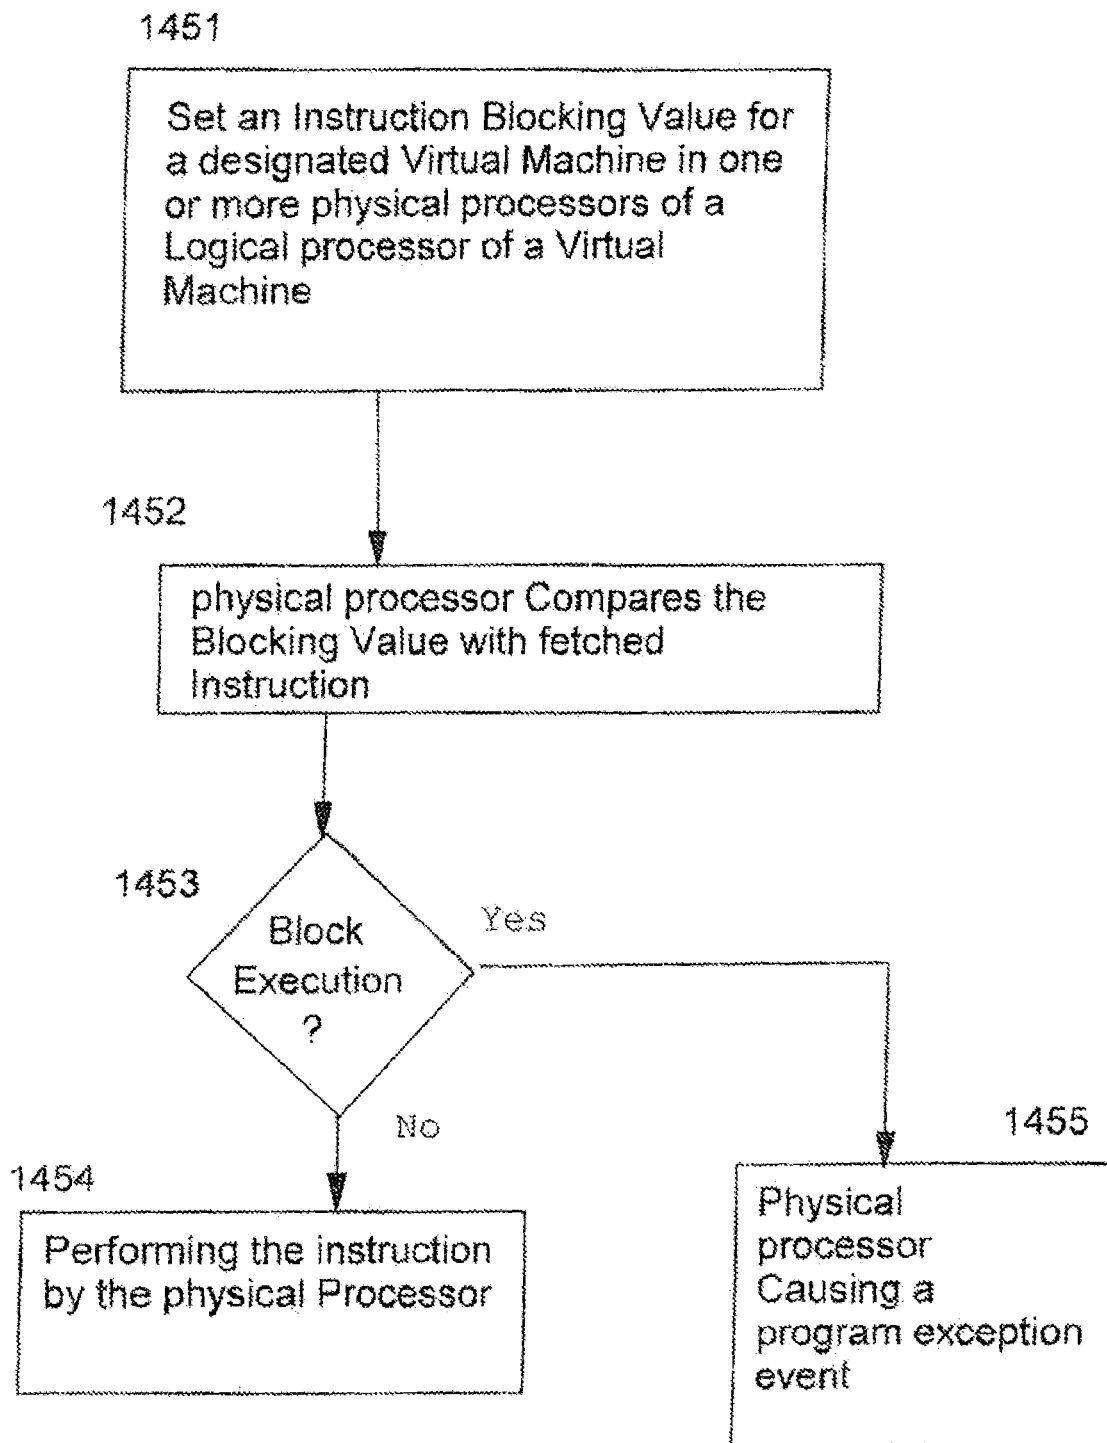 1451
Set an Instruction Blocking Value for
a designated Virtual Machine in one
or more physical processors of a
Logical processor of a Virtual
Machine
1452
physical processor Compares the
Blocking Value with fetched
Instruction
1453
Block
Execution
?
Yes
No
1454
Performing the instruction
by the physical Processor
1455
Physical
processor
Causing a
program exception
event